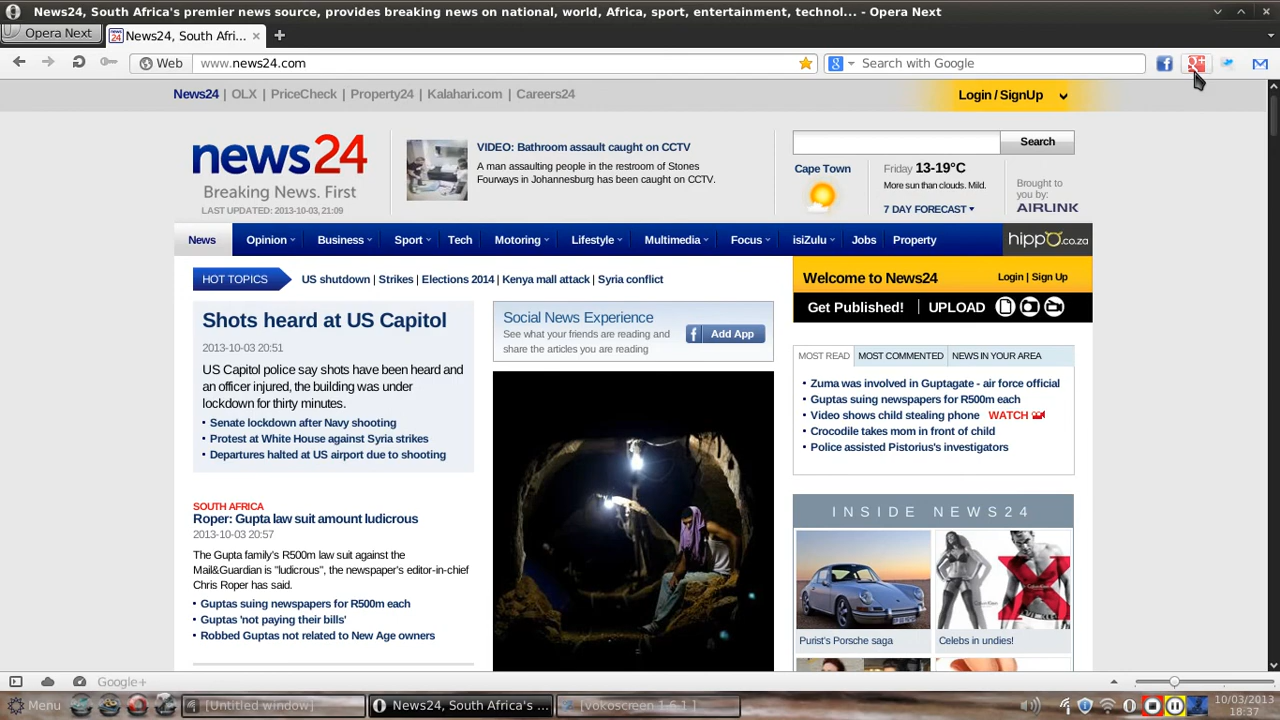 News24, South Africa's premier news source, provides breaking news on national, world, Africa, sport, entertainment, technol... - Opera Next
Opera Next
News24, South Afri...
Web
www.news24.com
Search with Google
News24 | OLX | PriceCheck | Property24 | Kalahari.com | Careers24
Login / SignUp
news24
Breaking News. First
LAST UPDATED: 2013-10-03, 21:09
VIDEO: Bathroom assault caught on CCTV
A man assaulting people in the restroom of Stones
Fourways in Johannesburg has been caught on CCTV.
Search
Cape Town
Friday 13-19°C
More sun than clouds. Mild.
7 DAY FORECAST
Brought to
you by:
AIRLINK
News
Opinion
Business
Sport
Tech
Motoring
Lifestyle
Multimedia
Focus
isiZulu
Jobs
Property
hippo.co.za
HOT TOPICS
US shutdown | Strikes | Elections 2014 | Kenya mall attack | Syria conflict
Welcome to News24
Login | Sign Up
Get Published!
UPLOAD
Shots heard at US Capitol
2013-10-03 20:51
US Capitol police say shots have been heard and
an officer injured, the building was under
lockdown for thirty minutes.
Senate lockdown after Navy shooting
Protest at White House against Syria strikes
Departures halted at US airport due to shooting
Social News Experience
See what your friends are reading and
share the articles you are reading
f Add App
MOST READ
MOST COMMENTED
NEWS IN YOUR AREA
Zuma was involved in Guptagate - air force official
Guptas suing newspapers for R500m each
Video shows child stealing phone WATCH
Crocodile takes mom in front of child
Police assisted Pistorius's investigators
SOUTH AFRICA
Roper: Gupta law suit amount ludicrous
2013-10-03 20:57
The Gupta family's R500m law suit against the
Mail&Guardian is "ludicrous", the newspaper's editor-in-chief
Chris Roper has said.
Guptas suing newspapers for R500m each
Guptas 'not paying their bills'
Robbed Guptas not related to New Age owners
INSIDE NEWS24
Purist's Porsche saga
Celebs in undies!
Google+
Menu
[Untitled window]
News24, South Africa's ...
[vokoscreen 1.6.1 ]
10/03/2013
18:37